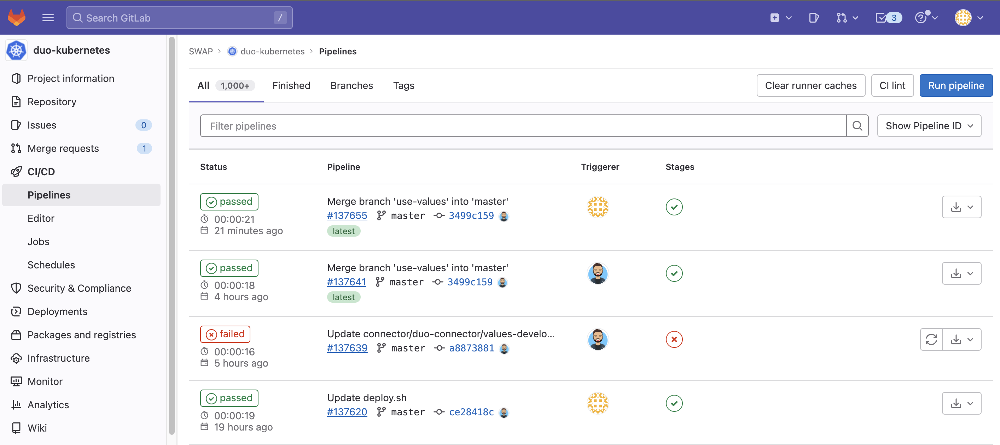 Search GitLab /
3
duo-kubernetes
Project information
Repository
Issues 0
Merge requests 1
CI/CD
Pipelines
Editor
Jobs
Schedules
Security & Compliance
Deployments
Packages and registries
Infrastructure
Monitor
Analytics
Wiki
SWAP > duo-kubernetes > Pipelines
All 1,000+ Finished Branches Tags Clear runner caches CI lint Run pipeline
Filter pipelines Show Pipeline ID
Status Pipeline Triggerer Stages
passed Merge branch 'use-values' into 'master'
00:00:21 #137655 master 3499c159
21 minutes ago latest
passed Merge branch 'use-values' into 'master'
00:00:18 #137641 master 3499c159
4 hours ago latest
failed Update connector/duo-connector/values-develo...
00:00:16 #137639 master a8873881
5 hours ago
passed Update deploy.sh
00:00:19 #137620 master ce28418c
19 hours ago